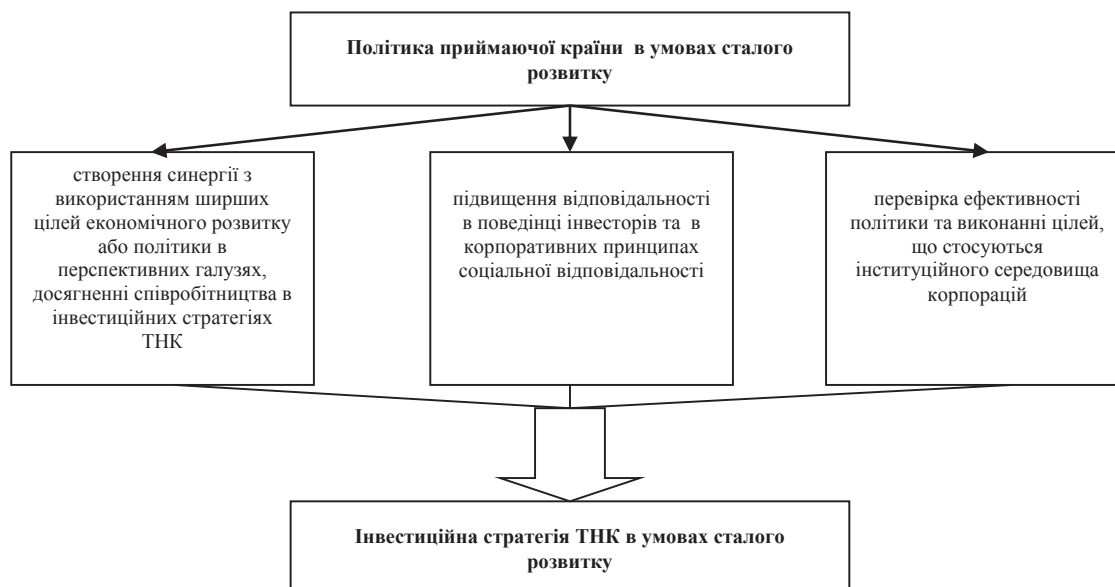 Політика приймаючої країни в умовах сталого
розвитку
створення синергії з
використанням ширших
цілей економічного розвитку
або політики в
перспективних галузях,
досягненні співробітництва в
інвестиційних стратегіях
ТНК
підвищення відповідальності
в поведінці інвесторів та в
корпоративних принципах
соціальної відповідальності
перевірка ефективності
політики та виконанні цілей,
що стосуються
інституційного середовища
корпорацій
Інвестиційна стратегія ТНК в умовах сталого
розвитку